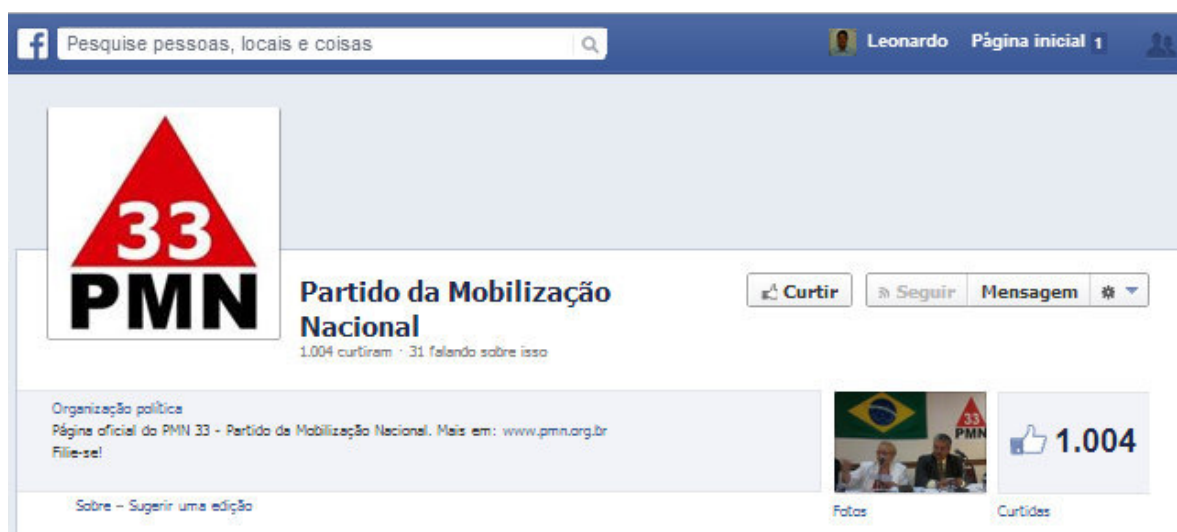 f
Pesquise pessoas, locais e coisas
Leonardo
Página inicial 1
33
PMN
Partido da Mobilização
Nacional
1.004 curtiram · 31 falando sobre isso
Curtir
Seguir
Mensagem
Organização política
Página oficial do PMN 33 - Partido da Mobilização Nacional. Mais em: www.pmn.org.br
Filie-se!
Sobre – Sugerir uma edição
33
PMN
Fotos
1.004
Curtidas